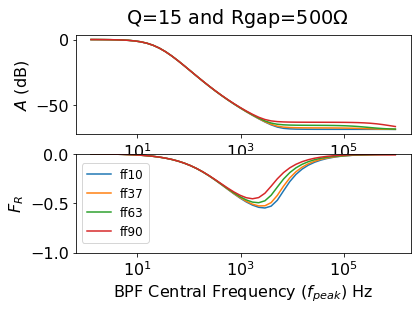 Q=15 and Rgap=500Ω
A (dB)
0
−50
10¹ 10³ 10⁵
F_R
0.0
−0.5
−1.0
ff10
ff37
ff63
ff90
10¹ 10³ 10⁵
BPF Central Frequency (f_peak) Hz